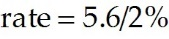 rate = 5.6/2%